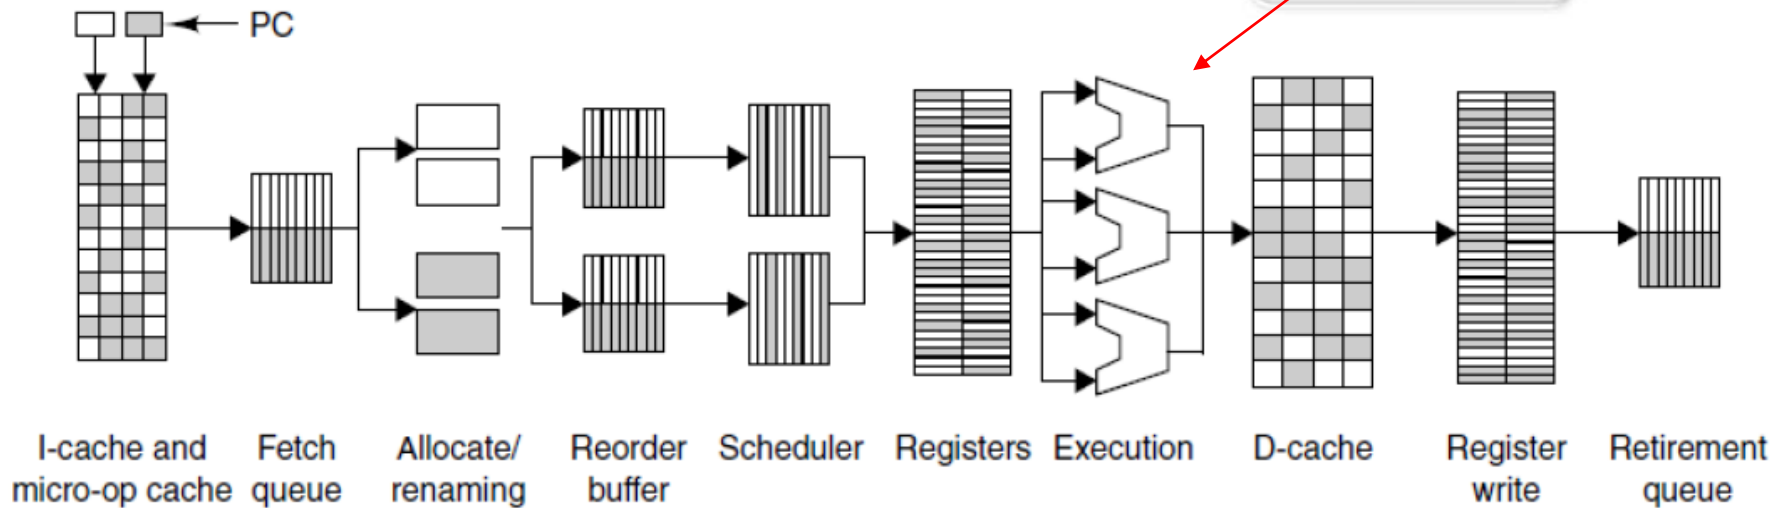 PC
I-cache and
micro-op cache
Fetch
queue
Allocate/
renaming
Reorder
buffer
Scheduler
Registers
Execution
D-cache
Register
write
Retirement
queue